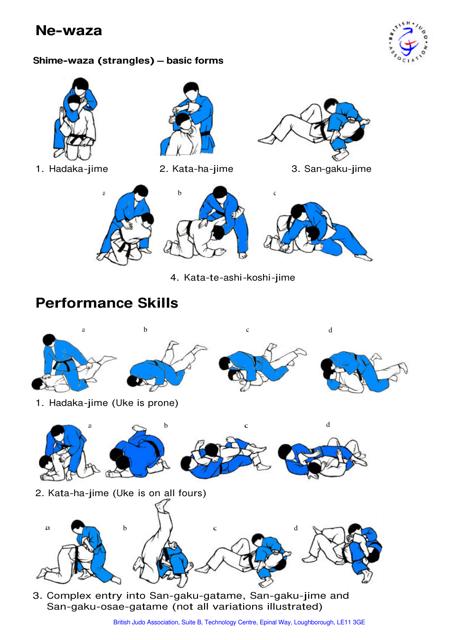 Ne-waza
BRITISH JUDO ASSOCIATION
Shime-waza (strangles) – basic forms
1. Hadaka-jime
2. Kata-ha-jime
3. San-gaku-jime
a b c
4. Kata-te-ashi-koshi-jime
Performance Skills
a b c d
1. Hadaka-jime (Uke is prone)
a b c d
2. Kata-ha-jime (Uke is on all fours)
a b c d
3. Complex entry into San-gaku-gatame, San-gaku-jime and
San-gaku-osae-gatame (not all variations illustrated)
British Judo Association, Suite B, Technology Centre, Epinal Way, Loughborough, LE11 3GE